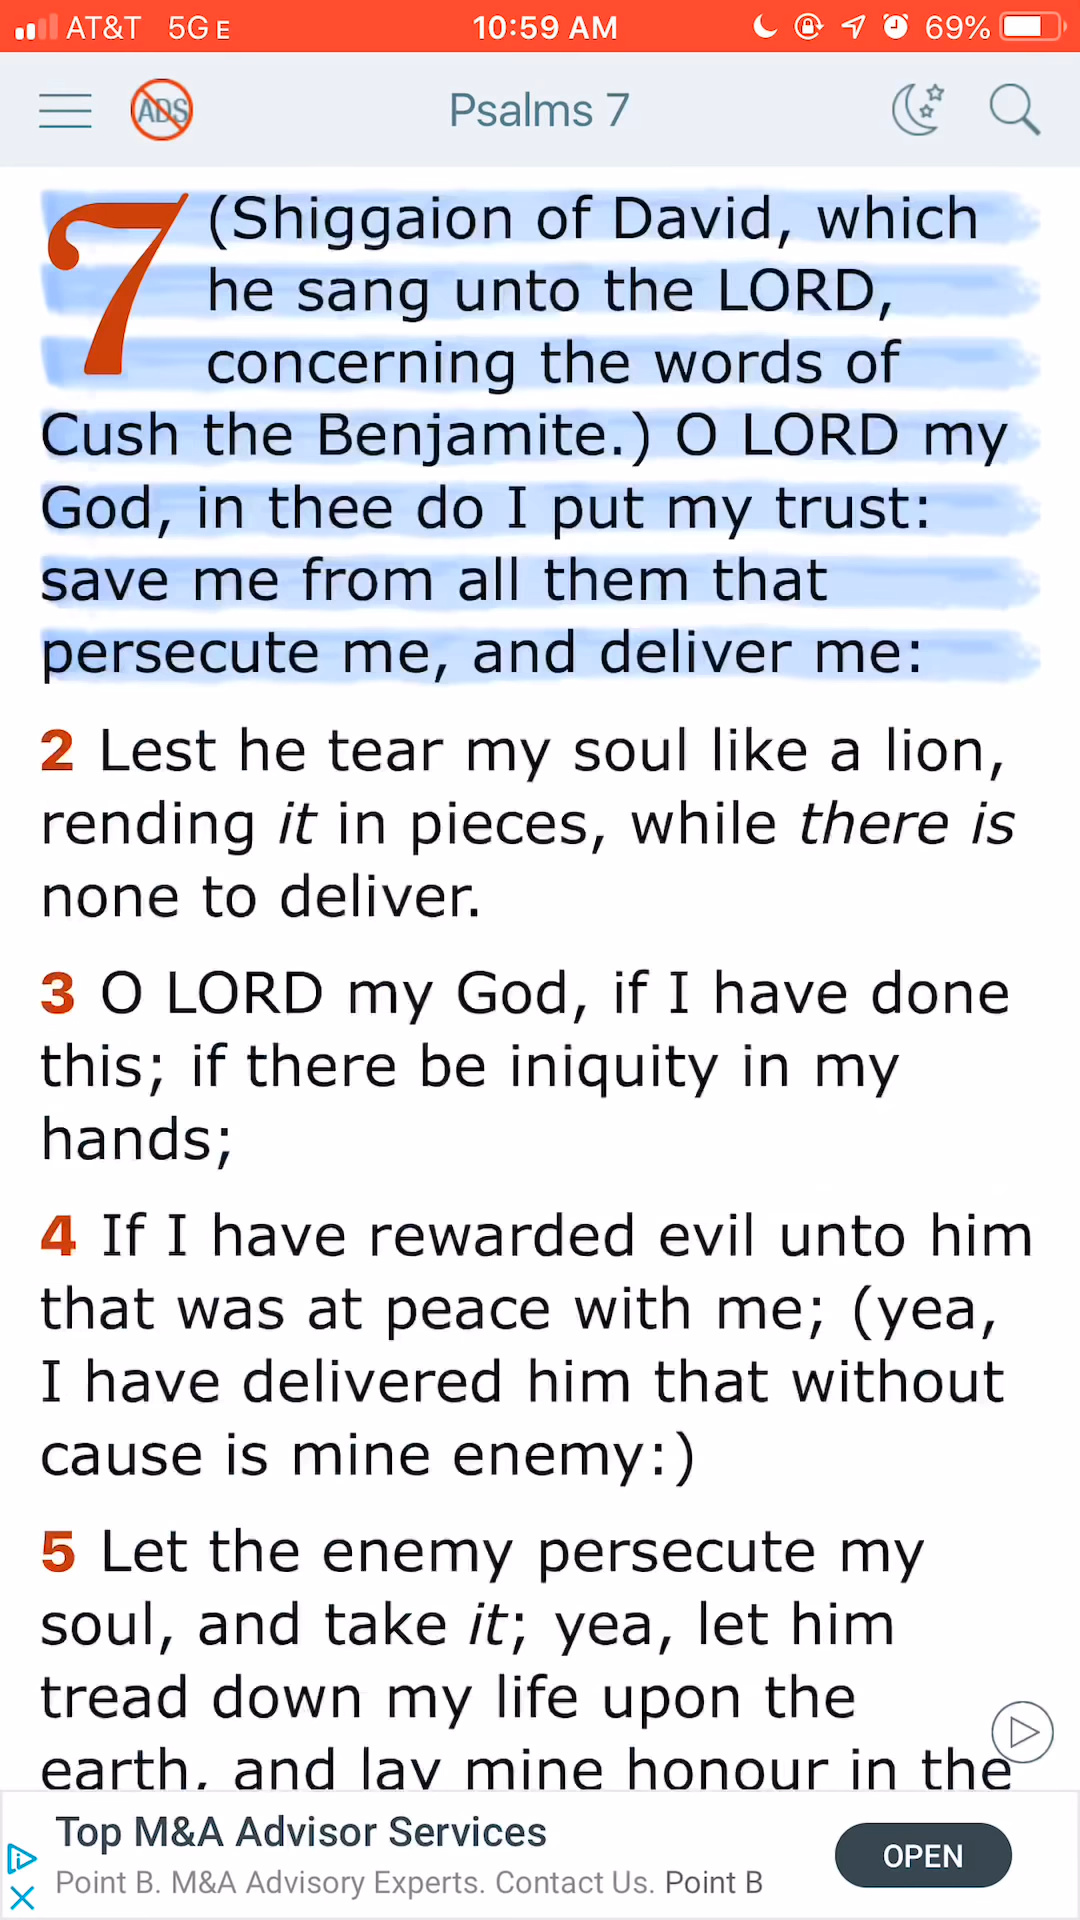 AT&T 5G E 10:59 AM 69%
ADS Psalms 7
7 (Shiggaion of David, which
he sang unto the LORD,
concerning the words of
Cush the Benjamite.) O LORD my
God, in thee do I put my trust:
save me from all them that
persecute me, and deliver me:
2 Lest he tear my soul like a lion,
rending it in pieces, while there is
none to deliver.
3 O LORD my God, if I have done
this; if there be iniquity in my
hands;
4 If I have rewarded evil unto him
that was at peace with me; (yea,
I have delivered him that without
cause is mine enemy:)
5 Let the enemy persecute my
soul, and take it; yea, let him
tread down my life upon the
earth, and lay mine honour in the
Top M&A Advisor Services
Point B. M&A Advisory Experts. Contact Us. Point B
OPEN